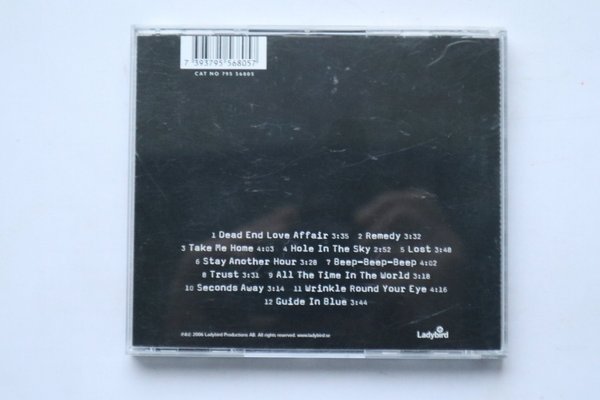 7 393795 568057
CAT NO 795 56805
1 Dead End Love Affair 3:35 2 Remedy 3:32
3 Take Me Home 4:03 4 Hole In The Sky 2:52 5 Lost 3:48
6 Stay Another Hour 3:28 7 Beep-Beep-Beep 4:02
8 Trust 3:31 9 All The Time In The World 3:18
10 Seconds Away 3:14 11 Wrinkle Round Your Eye 4:16
12 Guide In Blue 3:44
℗&© 2006 Ladybird Productions AB. All rights reserved. www.ladybird.se
Ladybird